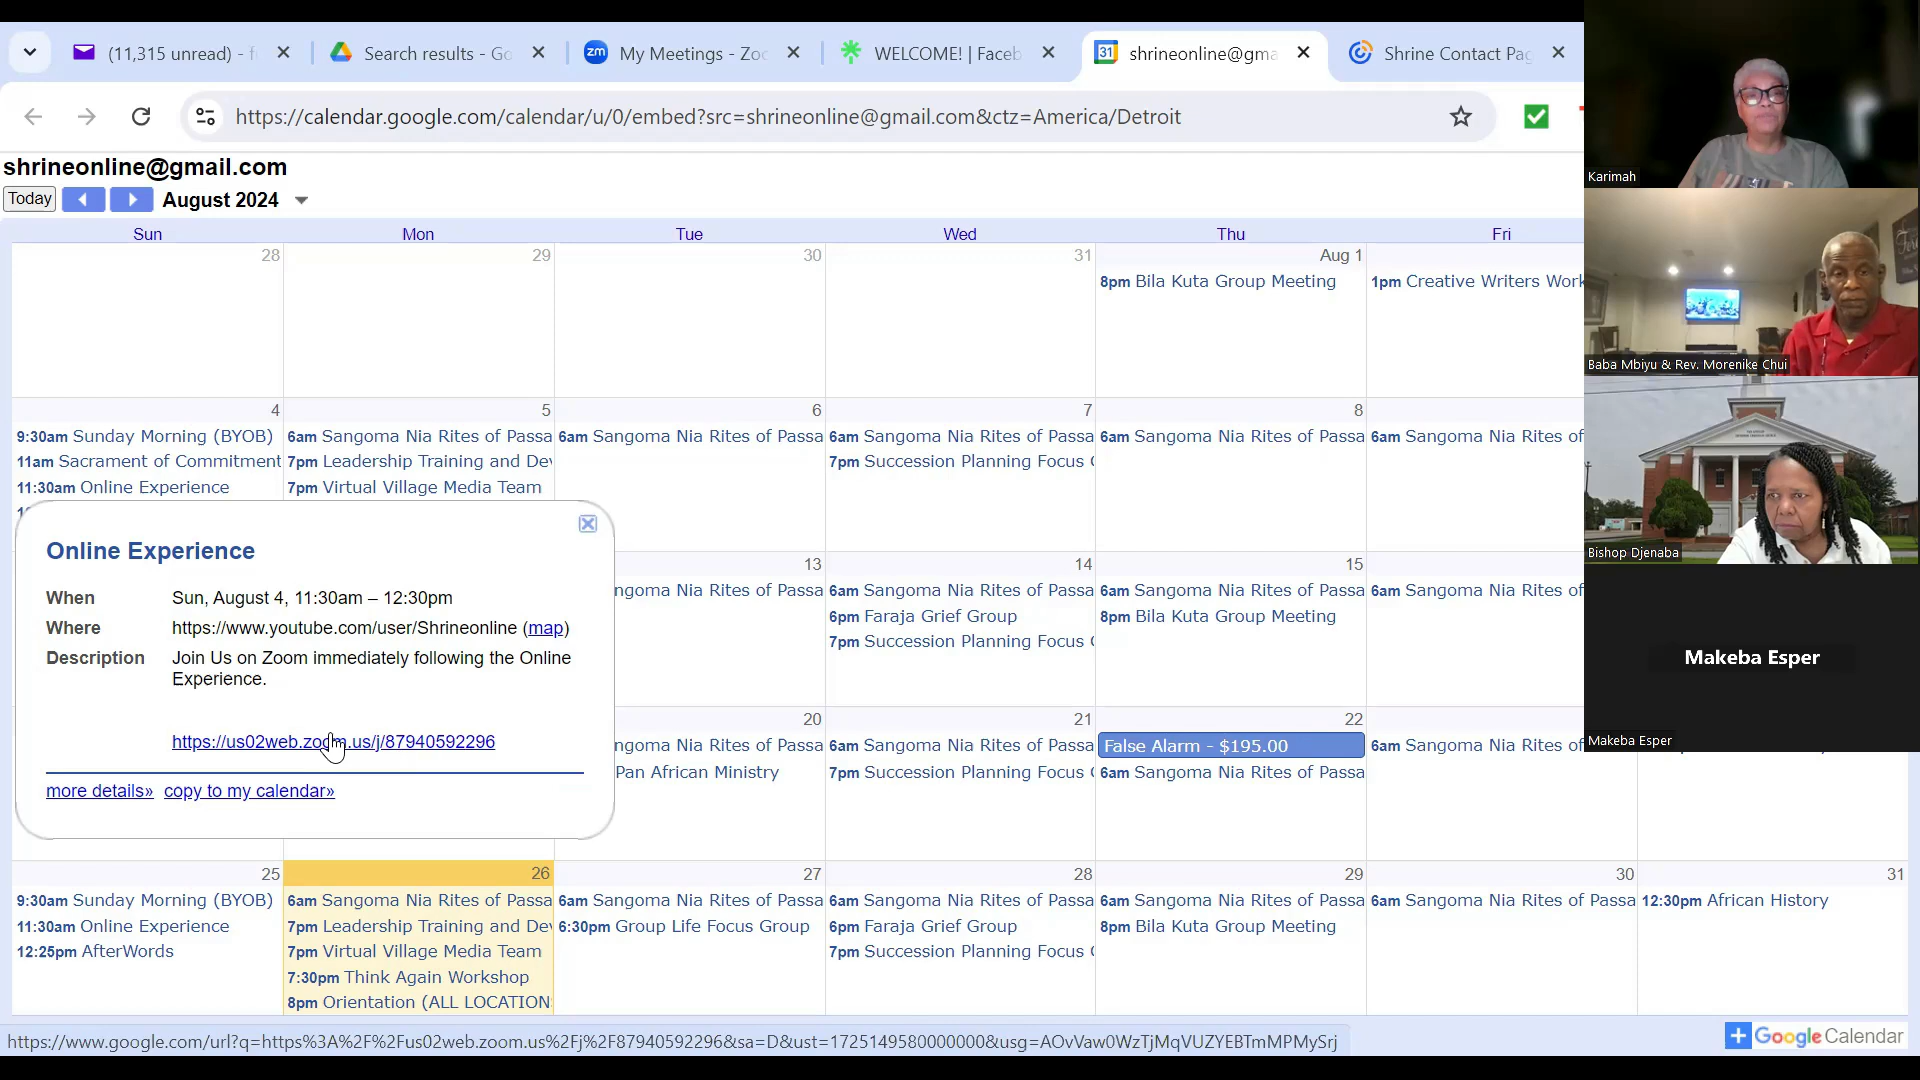 (11,315 unread) - f
Search results - Go
My Meetings - Zoo
WELCOME! | Faceb
31
shrineonline@gma
Shrine Contact Pag
https://calendar.google.com/calendar/u/0/embed?src=shrineonline@gmail.com&ctz=America/Detroit
shrineonline@gmail.com
Today
August 2024
Sun Mon Tue Wed Thu Fri
28 29 30 31 Aug 1
8pm Bila Kuta Group Meeting
1pm Creative Writers Work
4 5 6 7 8
9:30am Sunday Morning (BYOB)
11am Sacrament of Commitment
11:30am Online Experience
6am Sangoma Nia Rites of Passa
7pm Leadership Training and Dev
7pm Virtual Village Media Team
6am Sangoma Nia Rites of Passa
6am Sangoma Nia Rites of Passa
7pm Succession Planning Focus G
6am Sangoma Nia Rites of Passa
6am Sangoma Nia Rites of
Online Experience
When Sun, August 4, 11:30am – 12:30pm
Where https://www.youtube.com/user/Shrineonline (map)
Description Join Us on Zoom immediately following the Online
Experience.
https://us02web.zoom.us/j/87940592296
more details» copy to my calendar»
13 14 15
ngoma Nia Rites of Passa
6am Sangoma Nia Rites of Passa
6pm Faraja Grief Group
7pm Succession Planning Focus G
6am Sangoma Nia Rites of Passa
8pm Bila Kuta Group Meeting
6am Sangoma Nia Rites of
20 21 22
ngoma Nia Rites of Passa
Pan African Ministry
6am Sangoma Nia Rites of Passa
7pm Succession Planning Focus G
False Alarm - $195.00
6am Sangoma Nia Rites of Passa
6am Sangoma Nia Rites of
25 26 27 28 29 30 31
9:30am Sunday Morning (BYOB)
11:30am Online Experience
12:25pm AfterWords
6am Sangoma Nia Rites of Passa
7pm Leadership Training and Dev
7pm Virtual Village Media Team
7:30pm Think Again Workshop
8pm Orientation (ALL LOCATION
6am Sangoma Nia Rites of Passa
6:30pm Group Life Focus Group
6am Sangoma Nia Rites of Passa
6pm Faraja Grief Group
7pm Succession Planning Focus G
6am Sangoma Nia Rites of Passa
8pm Bila Kuta Group Meeting
6am Sangoma Nia Rites of Passa
12:30pm African History
https://www.google.com/url?q=https%3A%2F%2Fus02web.zoom.us%2Fj%2F87940592296&sa=D&ust=1725149580000000&usg=AOvVaw0WzTjMqVUZYEBTmMPMySrj
Google Calendar
Karimah
Baba Mbiyu & Rev. Morenike Chui
Bishop Djenaba
Makeba Esper
Makeba Esper